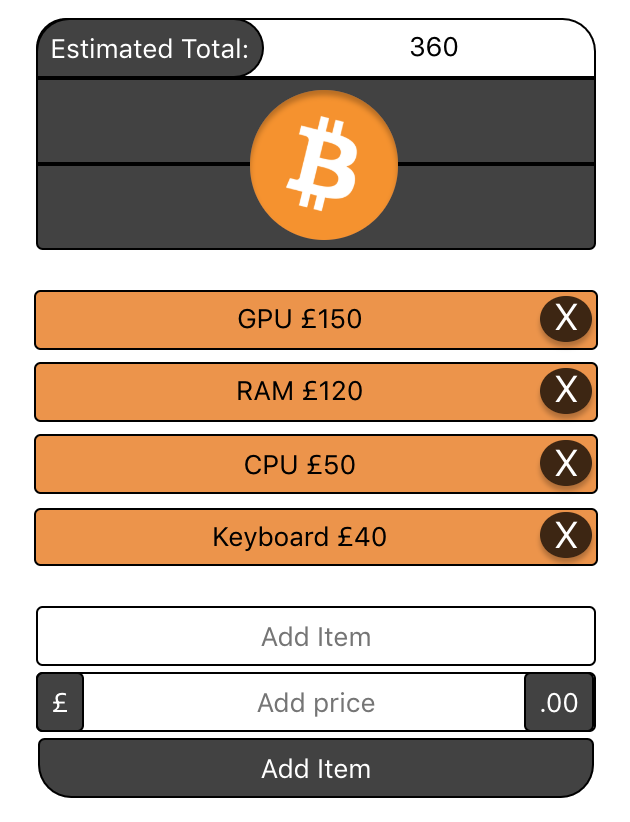 Estimated Total: 360
GPU £150 X
RAM £120 X
CPU £50 X
Keyboard £40 X
Add Item
£ Add price .00
Add Item